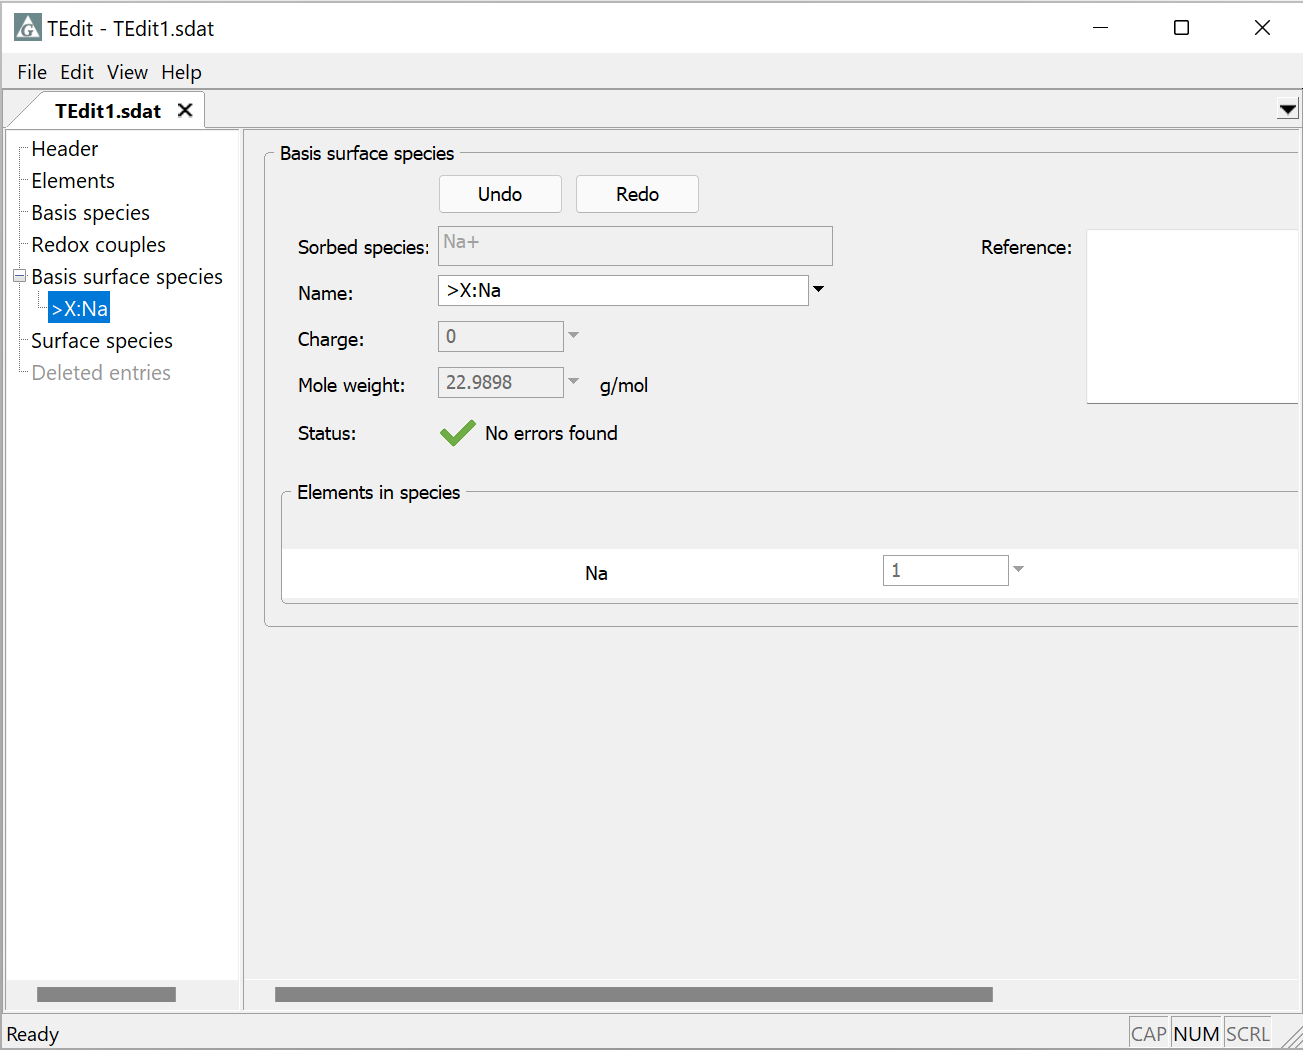 TEdit - TEdit1.sdat
File Edit View Help
TEdit1.sdat
Header
Elements
Basis species
Redox couples
Basis surface species
>X:Na
Surface species
Deleted entries
Basis surface species
Undo Redo
Sorbed species: Na+ Reference:
Name: >X:Na
Charge: 0
Mole weight: 22.9898 g/mol
Status: No errors found
Elements in species
Na 1
Ready CAP NUM SCRL